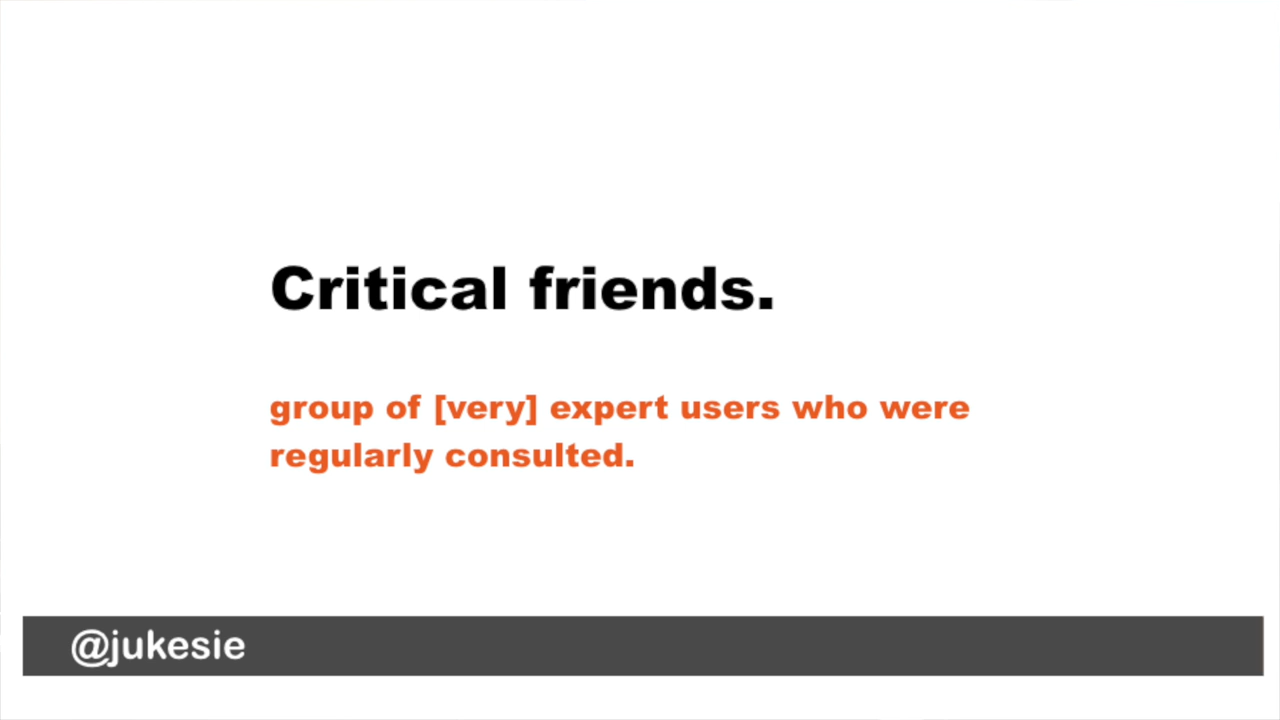 Critical friends.
group of [very] expert users who were
regularly consulted.
@jukesie